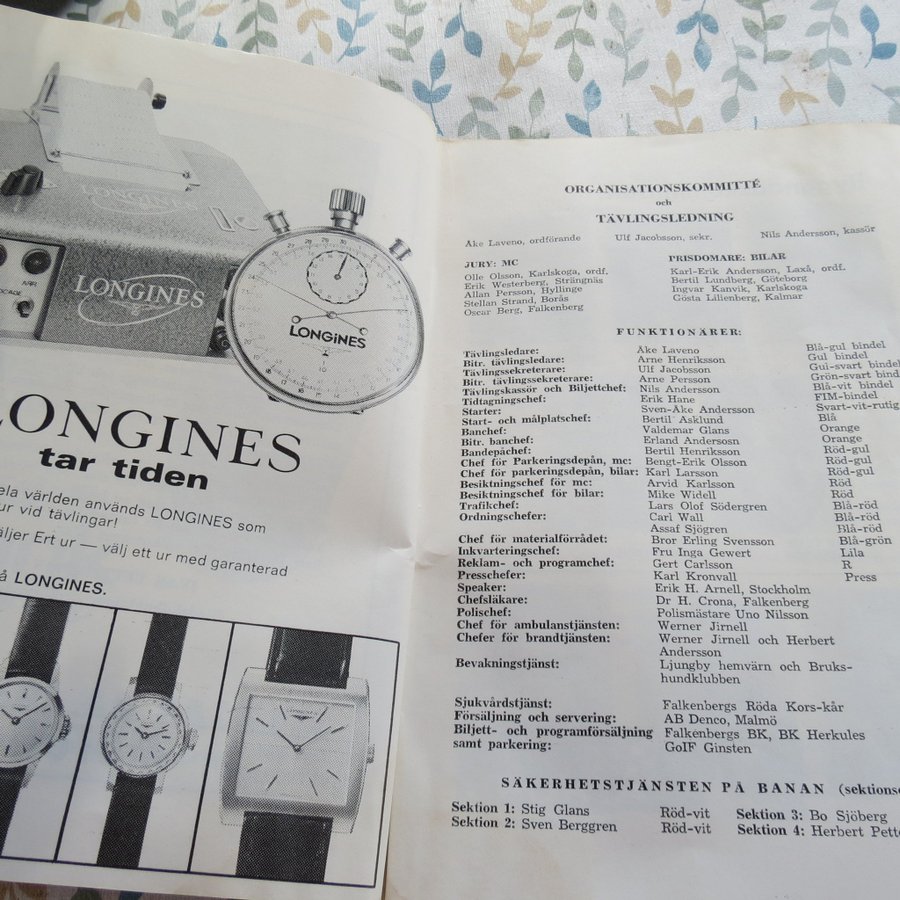 LONGINES
LONGINES
LONGINES
LONGINES
tar tiden
världen används LONGINES som
ur vid tävlingar!
Ert ur — välj ett ur med garanterad
LONGINES.
ORGANISATIONSKOMMITTÉ
och
TÄVLINGSLEDNING
Åke Laveno, ordförande Ulf Jacobsson, sekr. Nils Andersson, kassör
JURY: MC
Olle Olsson, Karlskoga, ordf.
Erik Westerberg, Strängnäs
Allan Persson, Hyllinge
Stellan Strand, Borås
Oscar Berg, Falkenberg
PRISDOMARE: BILAR
Karl-Erik Andersson, Laxå, ordf.
Bertil Lundberg, Göteborg
Ingvar Kanvik, Karlskoga
Gösta Lilienberg, Kalmar
FUNKTIONÄRER:
Tävlingsledare: Åke Laveno Blå-gul bindel
Bitr. tävlingsledare: Arne Henriksson Gul bindel
Tävlingssekreterare: Ulf Jacobsson Gul-svart
Bitr. tävlingssekreterare: Arne Persson Grön-svart
Tävlingskassör och Biljettchef: Nils Andersson Blå-vit bindel
Tidtagningschef: Erik Hane FIM-bindel
Starter: Sven-Åke Andersson Svart-vit-rutig
Start- och målplatschef: Bertil Asklund Blå
Banchef: Valdemar Glans Orange
Bitr. banchef: Erland Andersosn Orange
Bandepåchef: Bertil Henriksson Röd-gul
Chef för Parkeringsdepån, mc: Bengt-Erik Olsson Röd-gul
Chef för parkeringsdepån, bilar: Karl Larsson Röd-gul
Besiktningschef för mc: Arvid Karlsson Röd
Besiktningschef för bilar: Mike Widell Röd
Trafikchef: Lars Olof Södergren Blå-röd
Ordningschefer: Carl Wall Blå-röd
Assaf Sjögren Blå-röd
Chef för materialförrådet: Bror Erling Svensson Blå-grön
Inkvarteringschef: Fru Inga Gewert Lila
Reklam- och programchef: Gert Carlsson R
Presschefer: Karl Kronvall Press
Speaker: Erik H. Arnell, Stockholm
Chefsläkare: Dr H. Crona, Falkenberg
Polischef: Polismästare Uno Nilsson
Chef för ambulanstjänsten: Werner Jirnell
Chefer för brandtjänsten: Werner Jirnell och Herbert
Andersson
Bevakningstjänst: Ljungby hemvärn och Bruks-
hundklubben
Sjukvårdstjänst: Falkenbergs Röda Kors-kår
Försäljning och servering: AB Denco, Malmö
Biljett- och programförsäljning Falkenbergs BK, BK Herkules
samt parkering: GoIF Ginsten
SÄKERHETSTJÄNSTEN PÅ BANAN
Sektion 1: Stig Glans Röd-vit Sektion 3: Bo Sjöberg
Sektion 2: Sven Berggren Röd-vit Sektion 4: Herbert